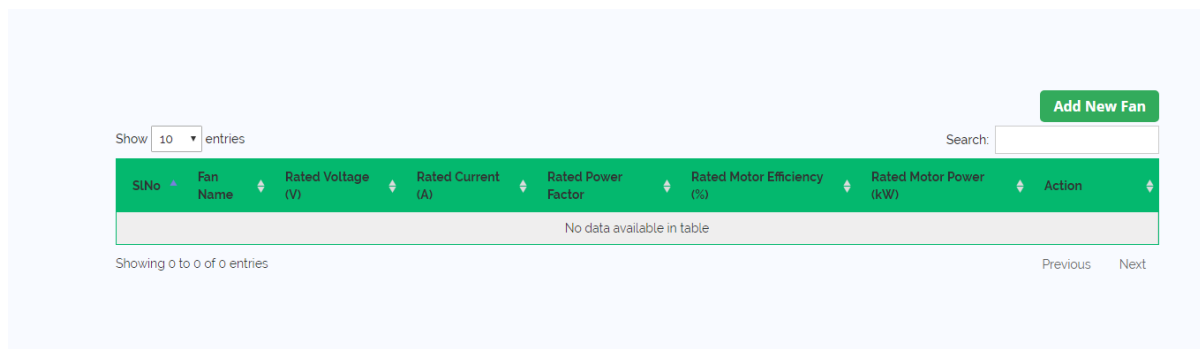 Add New Fan
Show 10 entries
Search:
SlNo Fan Name Rated Voltage (V) Rated Current (A) Rated Power Factor Rated Motor Efficiency (%) Rated Motor Power (kW) Action
No data available in table
Showing 0 to 0 of 0 entries
Previous Next